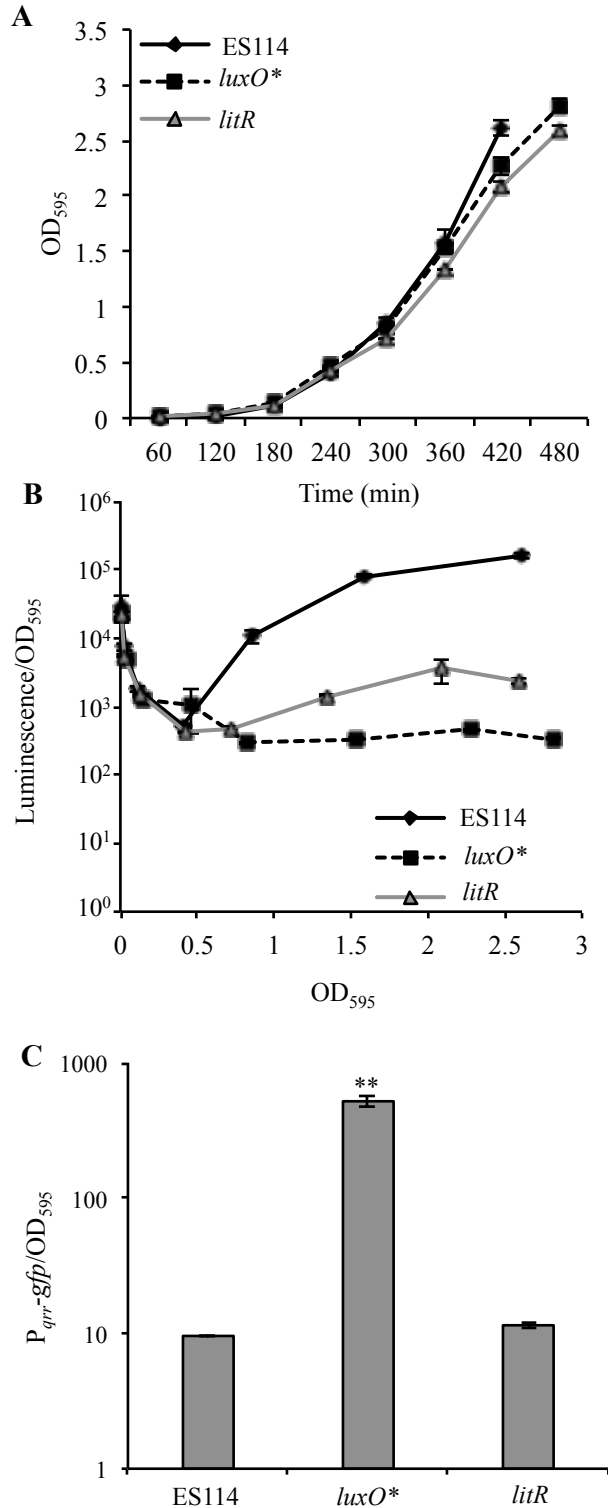 A
OD595
3.5
3
2.5
2
1.5
1
0.5
0
ES114
luxO*
litR
60 120 180 240 300 360 420 480
Time (min)
B
Luminescence/OD595
10^6
10^5
10^4
10^3
10^2
10^1
10^0
ES114
luxO*
litR
0 0.5 1 1.5 2 2.5 3
OD595
C
Pqrr-gfp/OD595
1000
100
10
1
**
ES114 luxO* litR